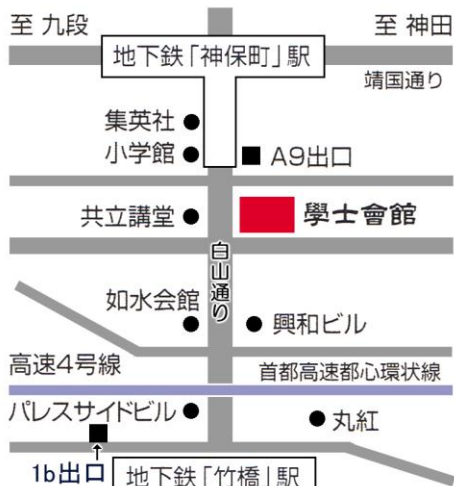 至 九段
至 神田
地下鉄「神保町」駅
靖国通り
集英社
小学館
A9出口
共立講堂
學士會館
白山通り
如水会館
興和ビル
高速4号線
首都高速都心環状線
パレスサイドビル
丸紅
1b出口
地下鉄「竹橋」駅